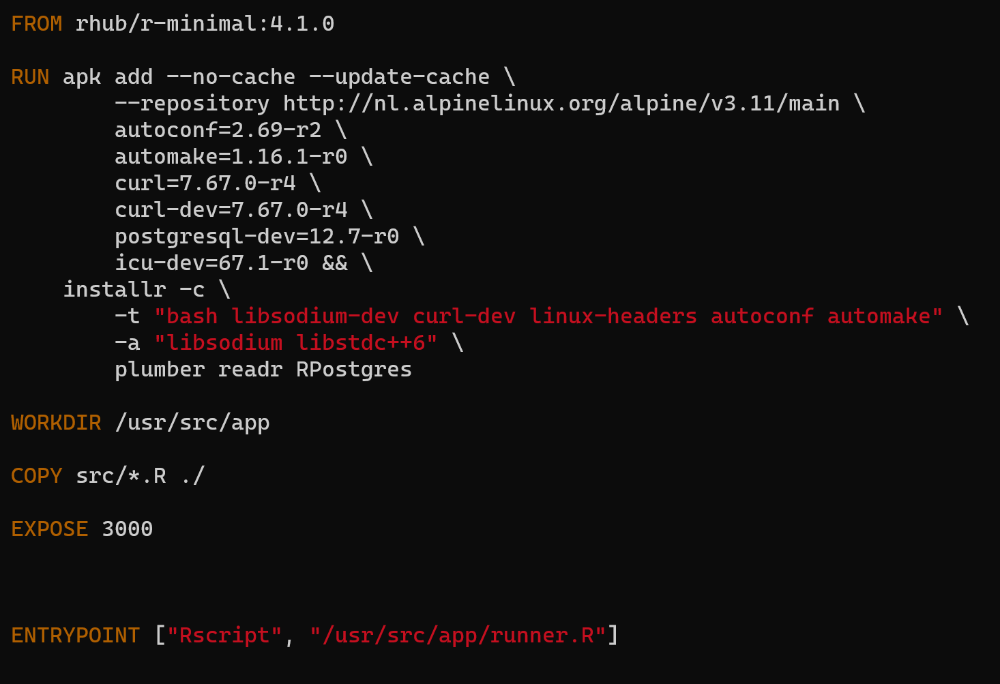 FROM rhub/r-minimal:4.1.0
RUN apk add --no-cache --update-cache \
--repository http://nl.alpinelinux.org/alpine/v3.11/main \
autoconf=2.69-r2 \
automake=1.16.1-r0 \
curl=7.67.0-r4 \
curl-dev=7.67.0-r4 \
postgresql-dev=12.7-r0 \
icu-dev=67.1-r0 && \
installr -c \
-t "bash libsodium-dev curl-dev linux-headers autoconf automake" \
-a "libsodium libstdc++6" \
plumber readr RPostgres
WORKDIR /usr/src/app
COPY src/*.R ./
EXPOSE 3000
ENTRYPOINT ["Rscript", "/usr/src/app/runner.R"]